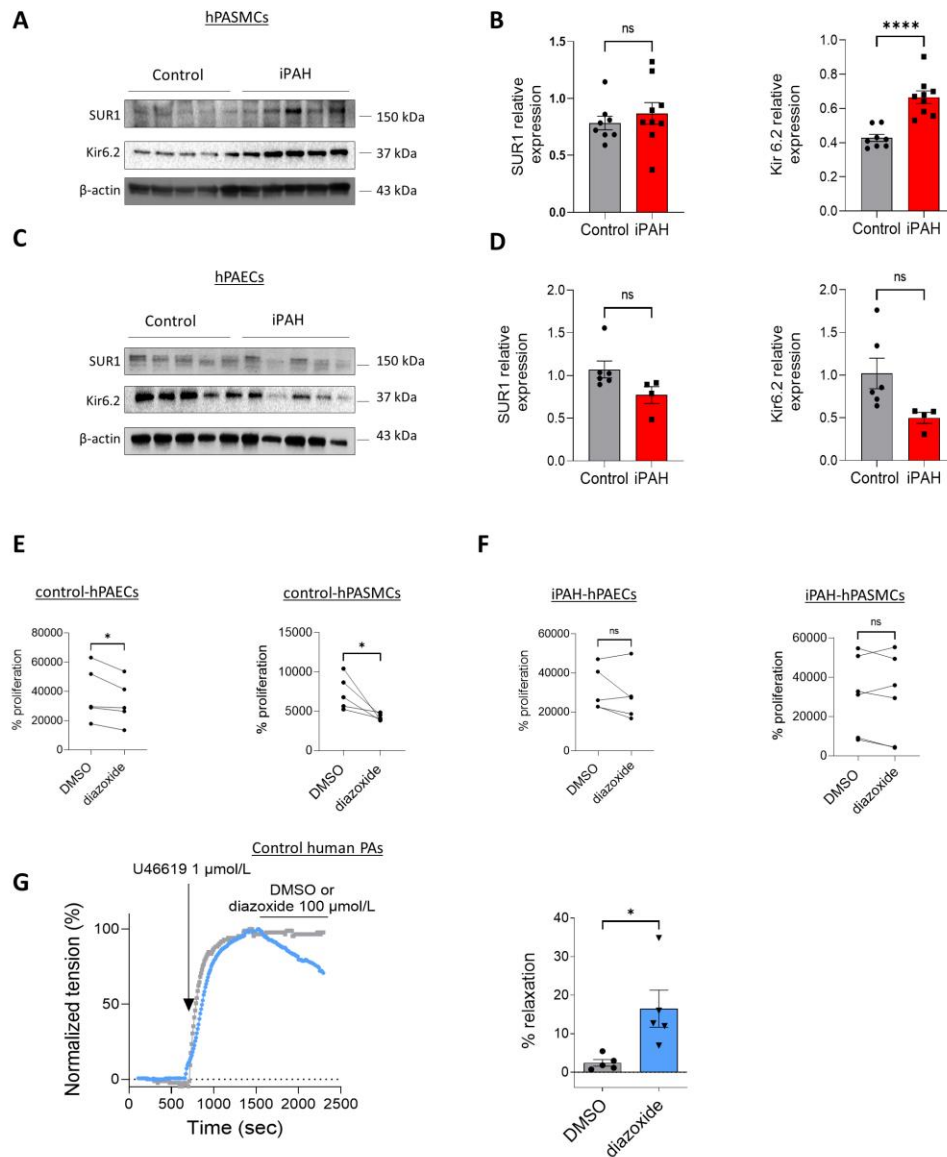 A
hPASMCs
Control
iPAH
SUR1
150 kDa
Kir6.2
37 kDa
β-actin
43 kDa
B
SUR1 relative
expression
1.5
1.0
0.5
0.0
ns
Control
iPAH
Kir 6.2 relative
expression
1.0
0.8
0.6
0.4
0.2
0.0
****
Control
iPAH
C
hPAECs
Control
iPAH
SUR1
150 kDa
Kir6.2
37 kDa
β-actin
43 kDa
D
SUR1 relative
expression
2.0
1.5
1.0
0.5
0.0
ns
Control
iPAH
Kir6.2 relative
expression
2.0
1.5
1.0
0.5
0.0
ns
Control
iPAH
E
control-hPAECs
% proliferation
80000
60000
40000
20000
0
*
DMSO
diazoxide
control-hPASMCs
% proliferation
15000
10000
5000
0
*
DMSO
diazoxide
F
iPAH-hPAECs
% proliferation
60000
40000
20000
0
ns
DMSO
diazoxide
iPAH-hPASMCs
% proliferation
60000
40000
20000
0
ns
DMSO
diazoxide
G
Control human PAs
U46619 1 μmol/L
DMSO or
diazoxide 100 μmol/L
Normalized tension (%)
100
50
0
0
500
1000
1500
2000
2500
Time (sec)
% relaxation
40
30
20
10
0
*
DMSO
diazoxide